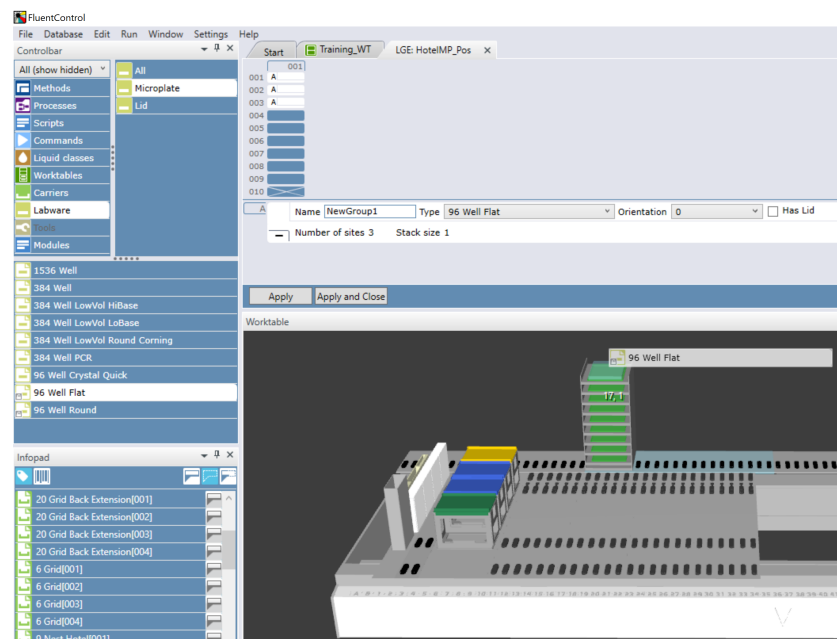 FluentControl
File Database Edit Run Window Settings Help
Controlbar
All (show hidden)
Methods
Processes
Scripts
Commands
Liquid classes
Worktables
Carriers
Labware
Tools
Modules
All
Microplate
Lid
1536 Well
384 Well
384 Well LowVol HiBase
384 Well LowVol LoBase
384 Well LowVol Round Corning
384 Well PCR
96 Well Crystal Quick
96 Well Flat
96 Well Round
Infopad
20 Grid Back Extension[001]
20 Grid Back Extension[002]
20 Grid Back Extension[003]
20 Grid Back Extension[004]
6 Grid[001]
6 Grid[002]
6 Grid[003]
6 Grid[004]
9 Nest Hotel[001]
Start Training_WT LGE: HotelMP_Pos
001
001 A
002 A
003 A
004
005
006
007
008
009
010
A Name NewGroup1 Type 96 Well Flat Orientation 0 Has Lid
Number of sites 3 Stack size 1
Apply Apply and Close
Worktable
96 Well Flat
17, 1